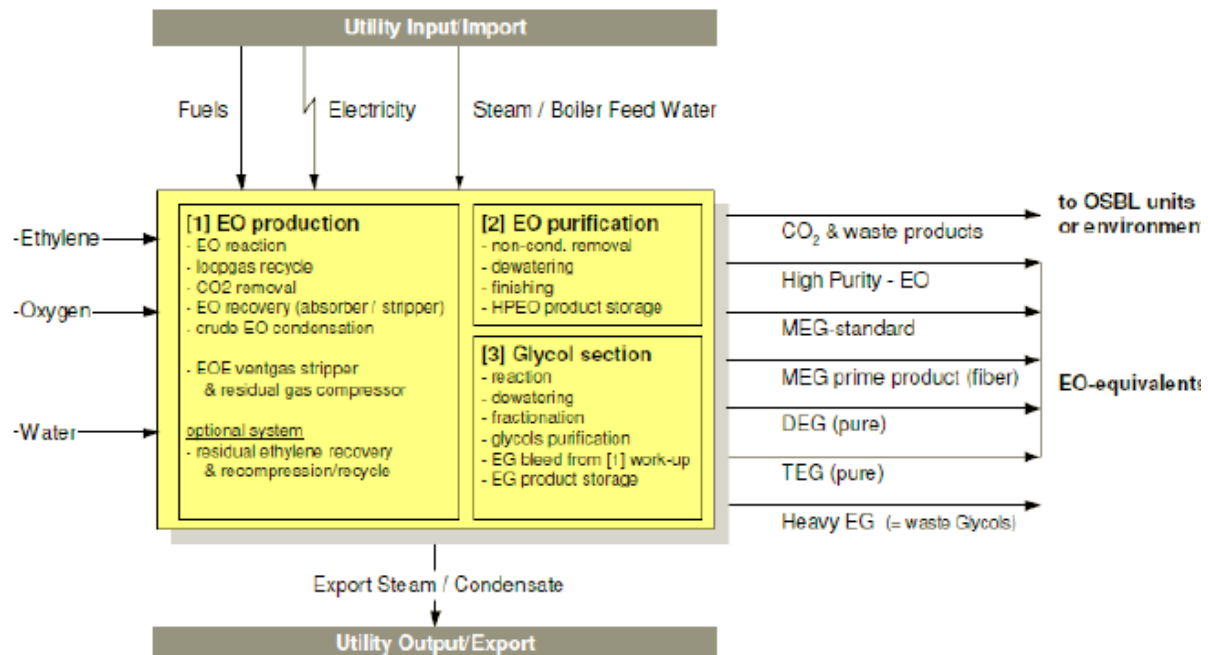 Utility Input/Import
Fuels
Electricity
Steam / Boiler Feed Water
-Ethylene
-Oxygen
-Water
[1] EO production
- EO reaction
- loopgas recycle
- CO2 removal
- EO recovery (absorber / stripper)
- crude EO condensation
- EOE ventgas stripper
& residual gas compressor
optional system
- residual ethylene recovery
& recompression/recycle
[2] EO purification
- non-cond. removal
- dewatering
- finishing
- HPEO product storage
[3] Glycol section
- reaction
- dewatering
- fractionation
- glycols purification
- EG bleed from [1] work-up
- EG product storage
to OSBL units
or environment
CO₂ & waste products
High Purity - EO
MEG-standard
MEG prime product (fiber)
EO-equivalents
DEG (pure)
TEG (pure)
Heavy EG (= waste Glycols)
Export Steam / Condensate
Utility Output/Export